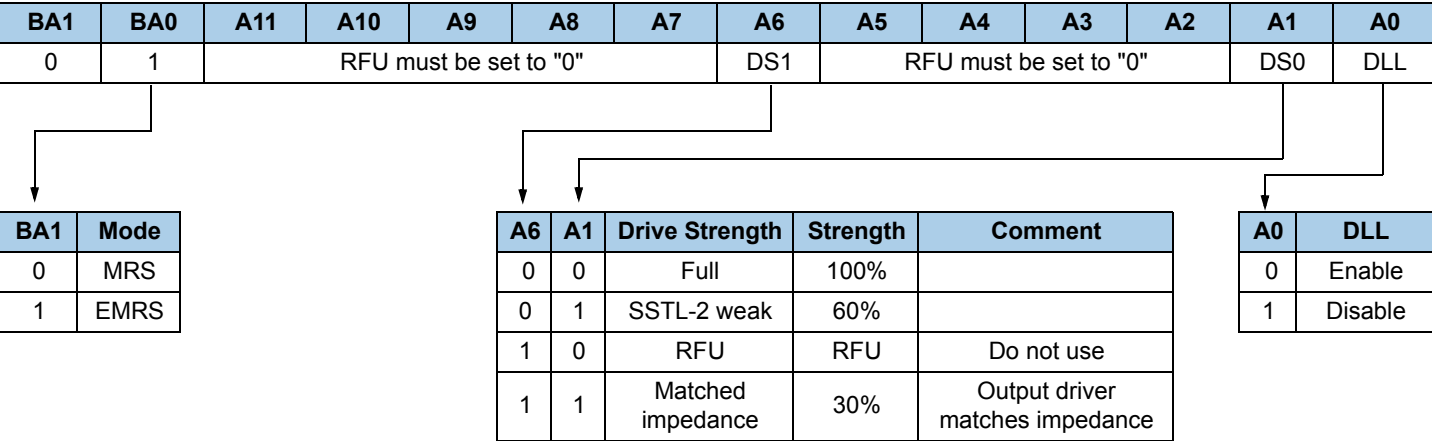 BA1 BA0 A11 A10 A9 A8 A7 A6 A5 A4 A3 A2 A1 A0
0 1 RFU must be set to "0" DS1 RFU must be set to "0" DS0 DLL
BA1 Mode
0 MRS
1 EMRS
A6 A1 Drive Strength Strength Comment
0 0 Full 100%
0 1 SSTL-2 weak 60%
1 0 RFU RFU Do not use
1 1 Matched impedance 30% Output driver matches impedance
A0 DLL
0 Enable
1 Disable